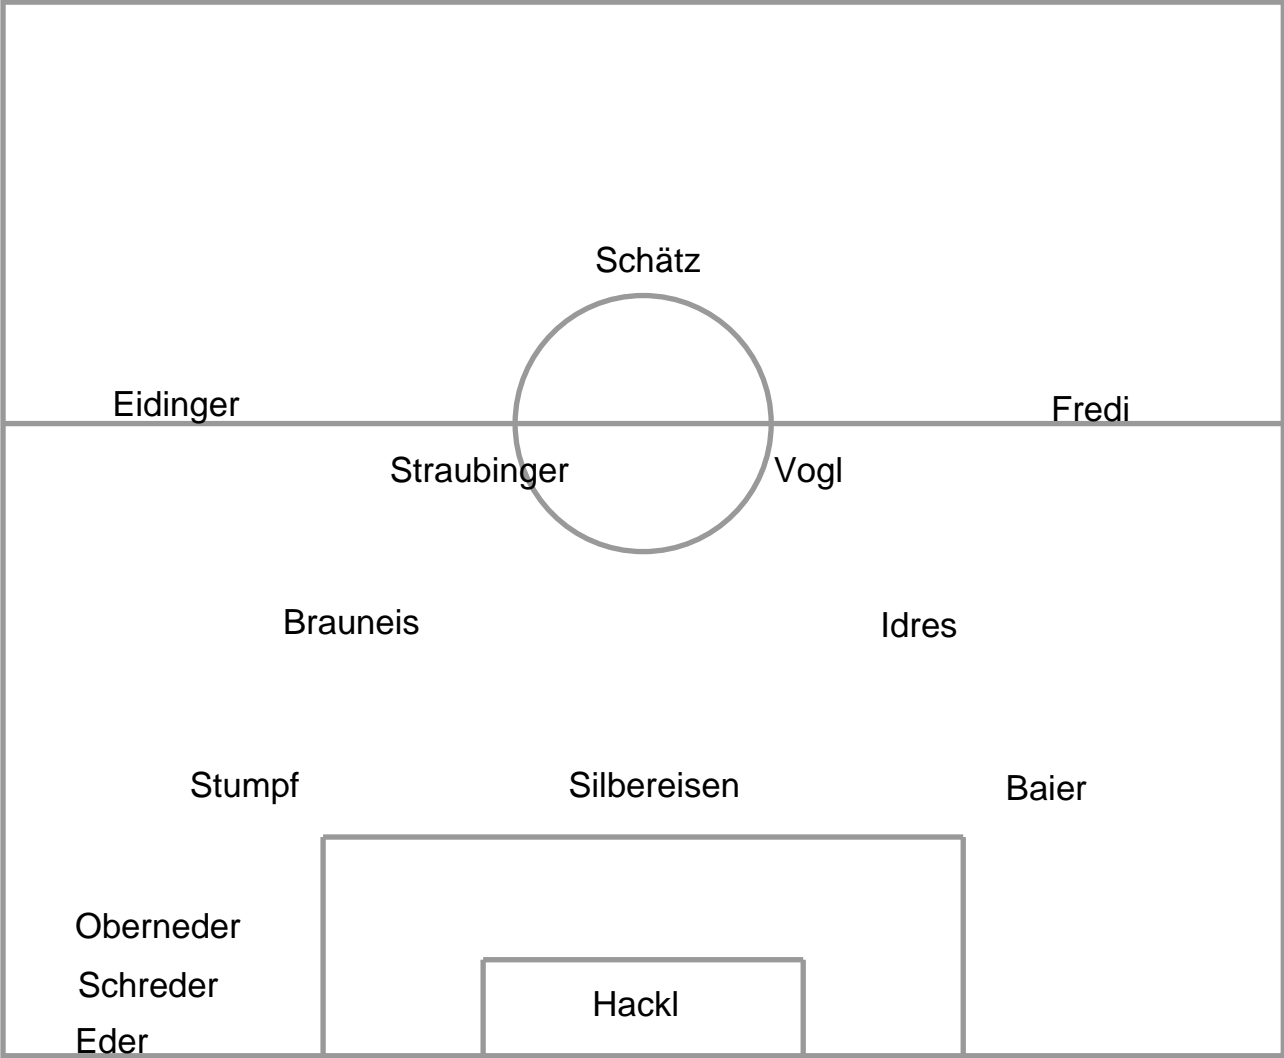 Schätz
Eidinger
Fredi
Straubinger
Vogl
Brauneis
Idres
Stumpf
Silbereisen
Baier
Oberneder
Schreder
Hackl
Eder